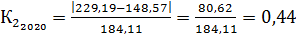 К₂₂₀₂₀ = |229,19−148,57| / 184,11 = 80,62 / 184,11 = 0,44